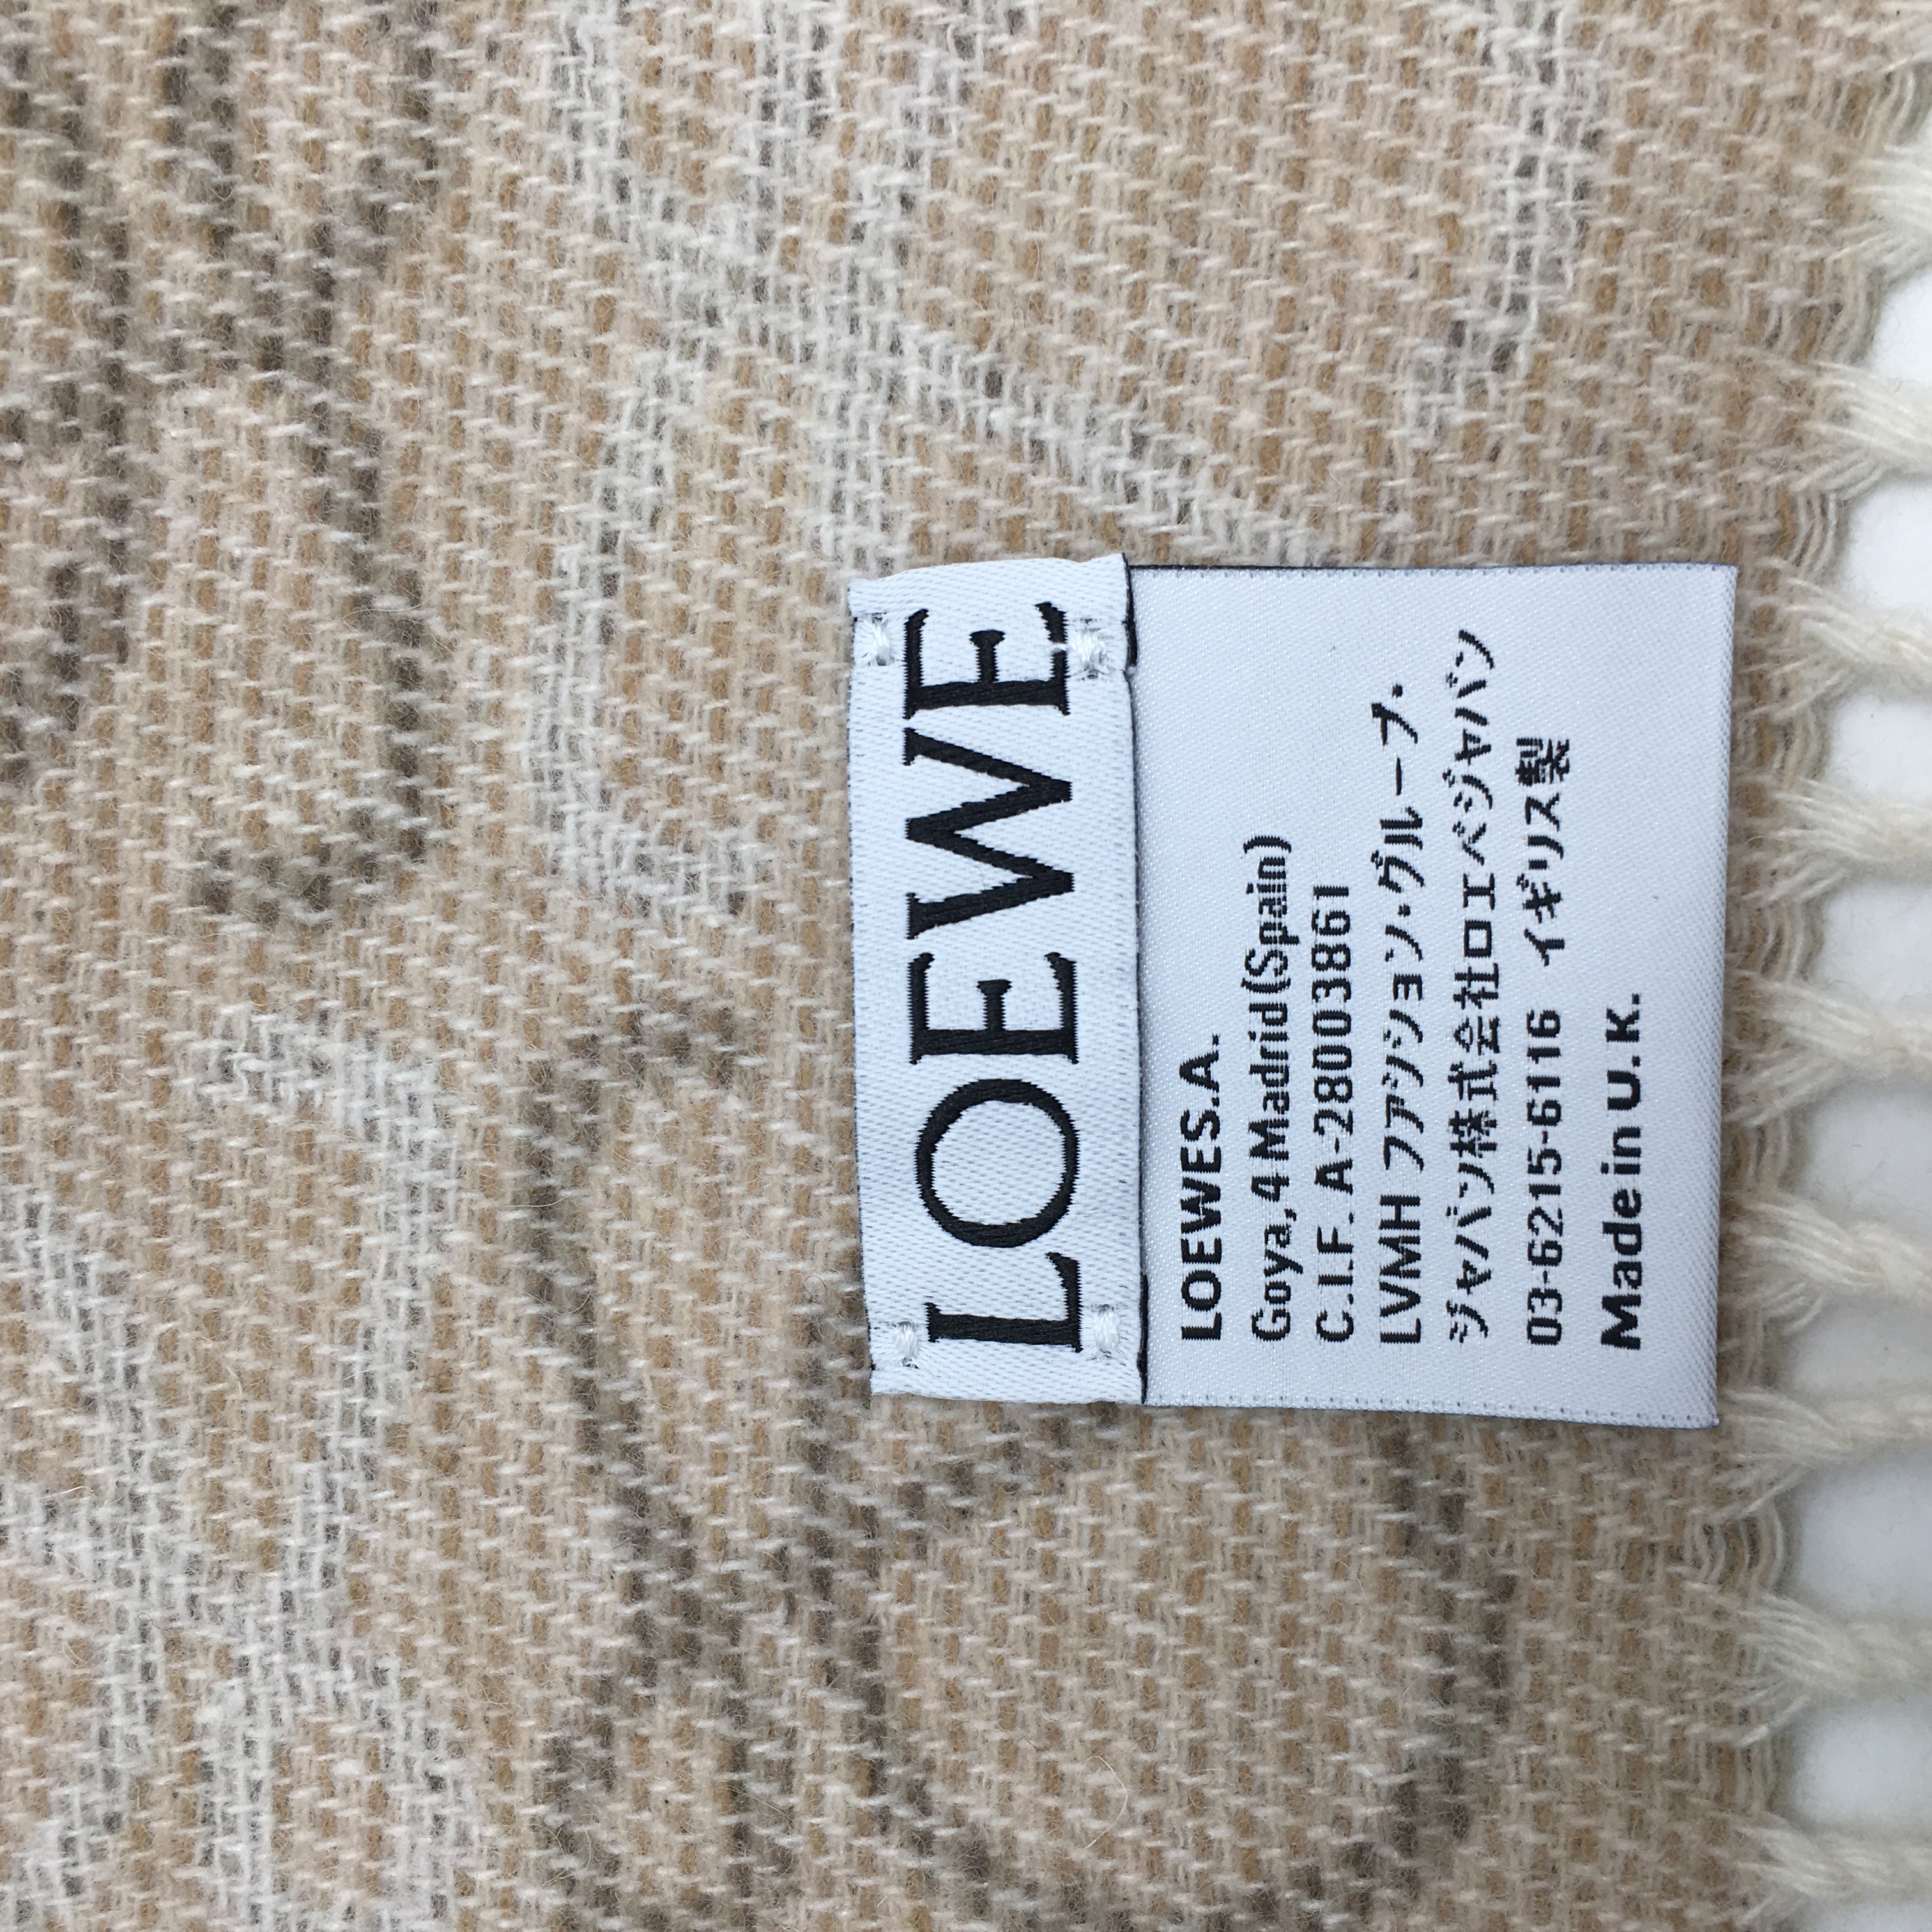 LOEWE
LOEWES.A.
Goya,4 Madrid(Spain)
C.I.F. A-28003861
LVMH ファッション・グループ・
ジャパン株式会社ロエベジャパン
03-6215-6116 イギリス製
Made in U.K.